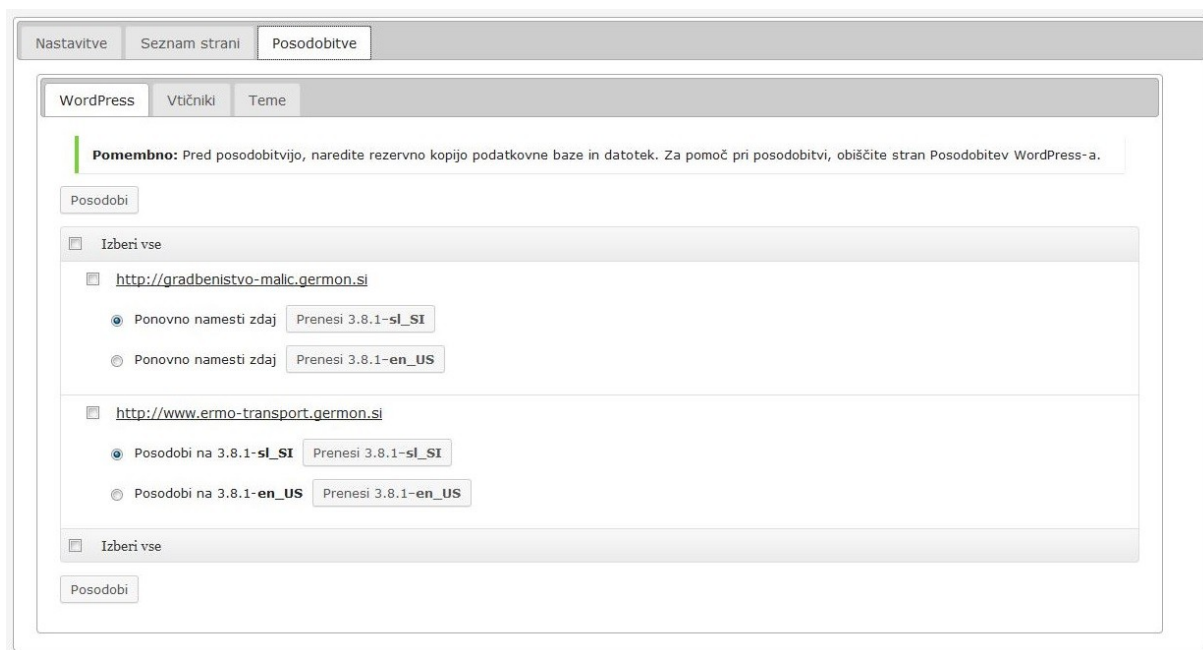 Nastavitve Seznam strani Posodobitve
WordPress Vtičniki Teme
Pomembno: Pred posodobitvijo, naredite rezervno kopijo podatkovne baze in datotek. Za pomoč pri posodobitvi, obiščite stran Posodobitev WordPress-a.
Posodobi
Izberi vse
http://gradbenistvo-malic.germon.si
Ponovno namesti zdaj Prenesi 3.8.1-sl_SI
Ponovno namesti zdaj Prenesi 3.8.1-en_US
http://www.ermo-transport.germon.si
Posodobi na 3.8.1-sl_SI Prenesi 3.8.1-sl_SI
Posodobi na 3.8.1-en_US Prenesi 3.8.1-en_US
Izberi vse
Posodobi